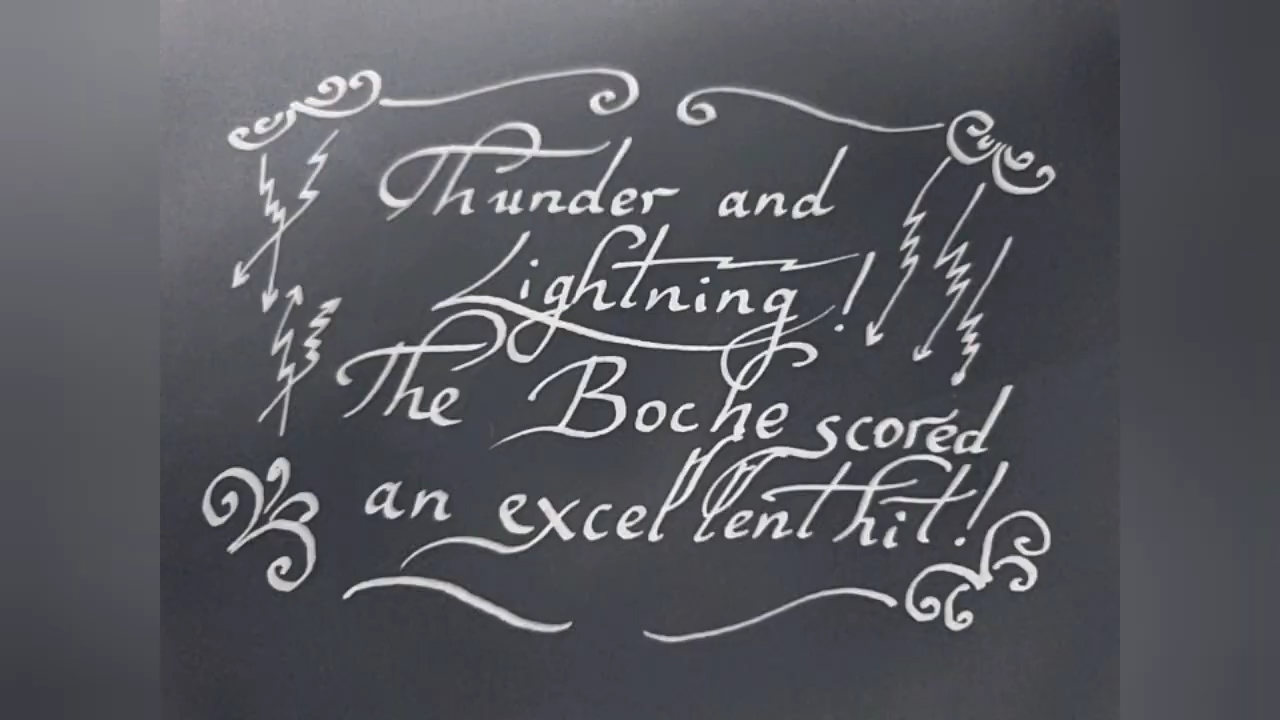 Thunder and
Lightning!
The Boche scored
an excellent hit!